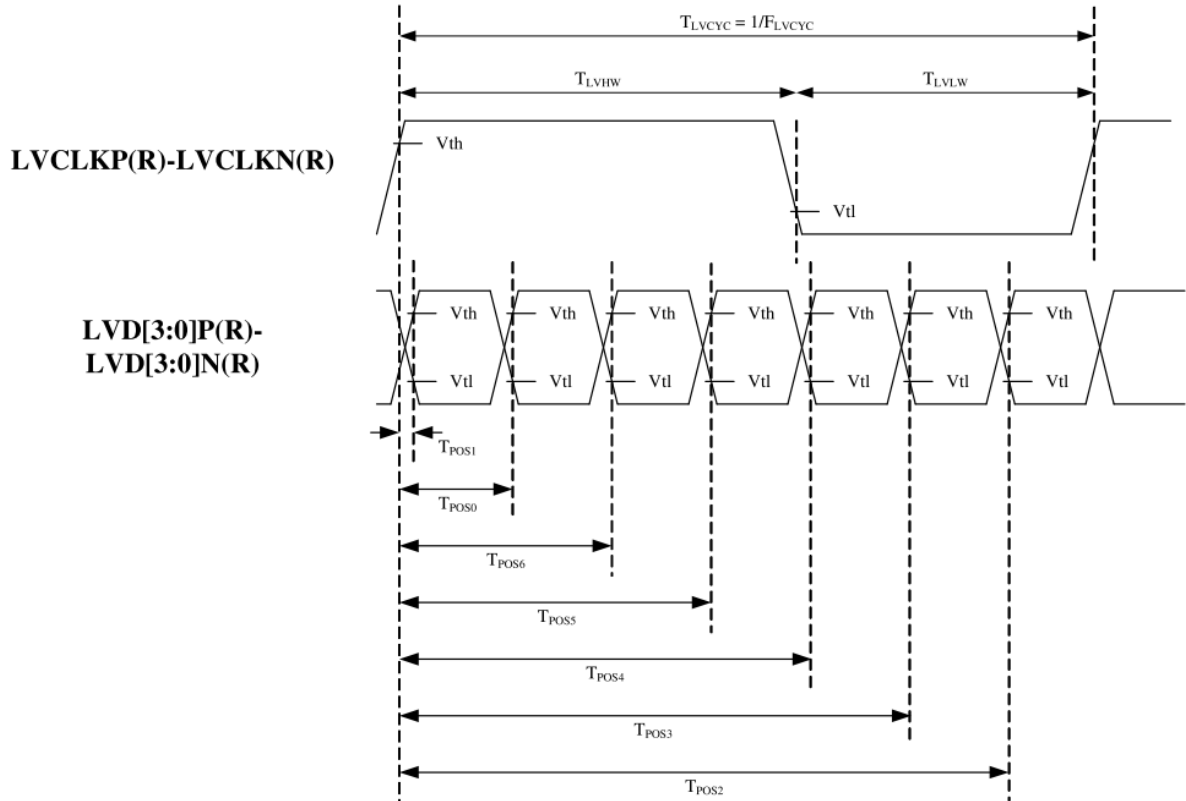 T_LVCYC = 1/F_LVCYC
T_LVHW
T_LVLW
LVCLKP(R)-LVCLKN(R)
Vth
Vtl
LVD[3:0]P(R)-
LVD[3:0]N(R)
Vth Vth Vth Vth Vth Vth Vth
Vtl Vtl Vtl Vtl Vtl Vtl Vtl
T_POS1
T_POS0
T_POS6
T_POS5
T_POS4
T_POS3
T_POS2